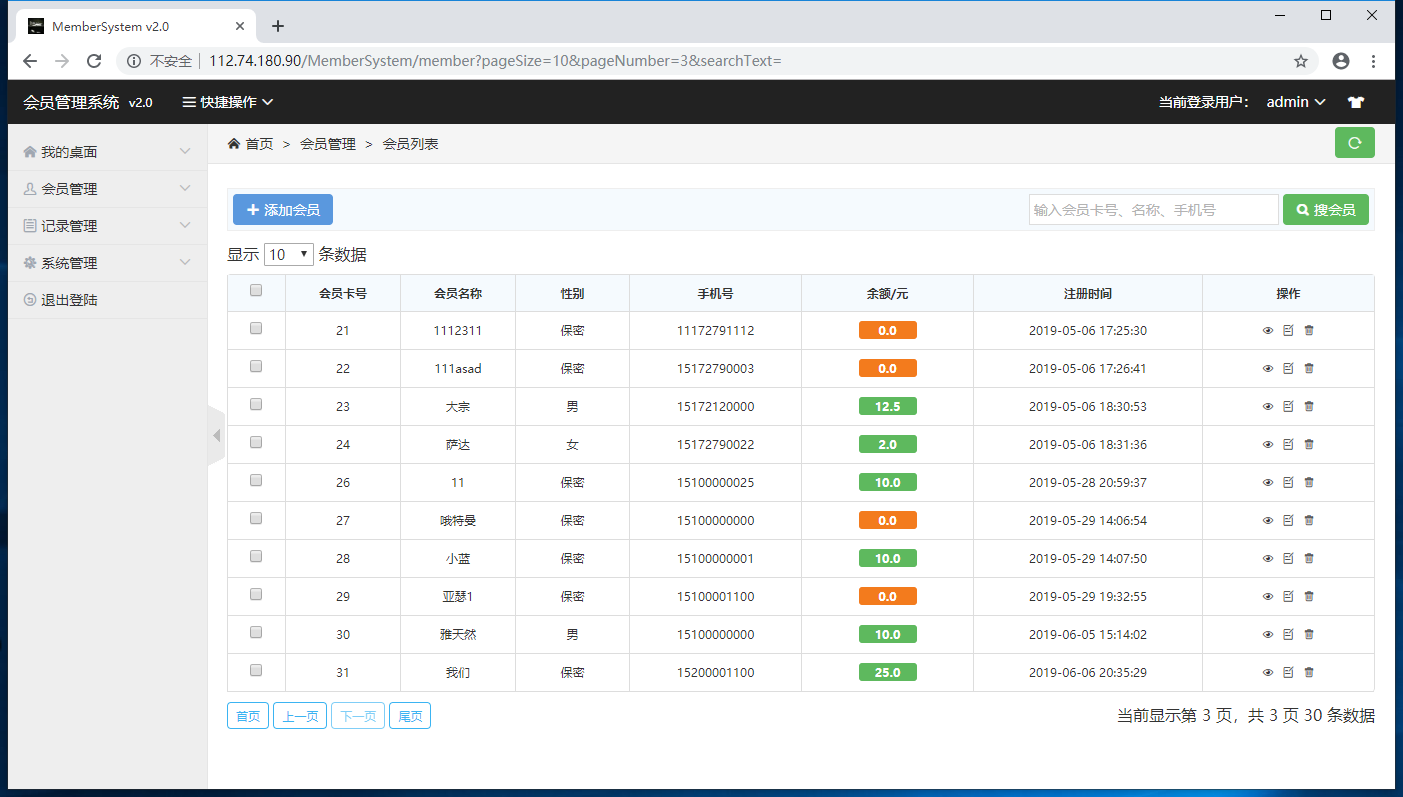 MemberSystem v2.0
不安全 112.74.180.90/MemberSystem/member?pageSize=10&pageNumber=3&searchText=
会员管理系统 v2.0 快捷操作 当前登录用户： admin
我的桌面
会员管理
记录管理
系统管理
退出登陆
首页 > 会员管理 > 会员列表
添加会员 输入会员卡号、名称、手机号 搜会员
显示 10 条数据
会员卡号 会员名称 性别 手机号 余额/元 注册时间 操作
21 1112311 保密 11172791112 0.0 2019-05-06 17:25:30
22 111asad 保密 15172790003 0.0 2019-05-06 17:26:41
23 大宗 男 15172120000 12.5 2019-05-06 18:30:53
24 萨达 女 15172790022 2.0 2019-05-06 18:31:36
26 11 保密 15100000025 10.0 2019-05-28 20:59:37
27 哦特曼 保密 15100000000 0.0 2019-05-29 14:06:54
28 小蓝 保密 15100000001 10.0 2019-05-29 14:07:50
29 亚瑟1 保密 15100001100 0.0 2019-05-29 19:32:55
30 雅天然 男 15100000000 10.0 2019-06-05 15:14:02
31 我们 保密 15200001100 25.0 2019-06-06 20:35:29
首页 上一页 下一页 尾页 当前显示第 3 页，共 3 页 30 条数据